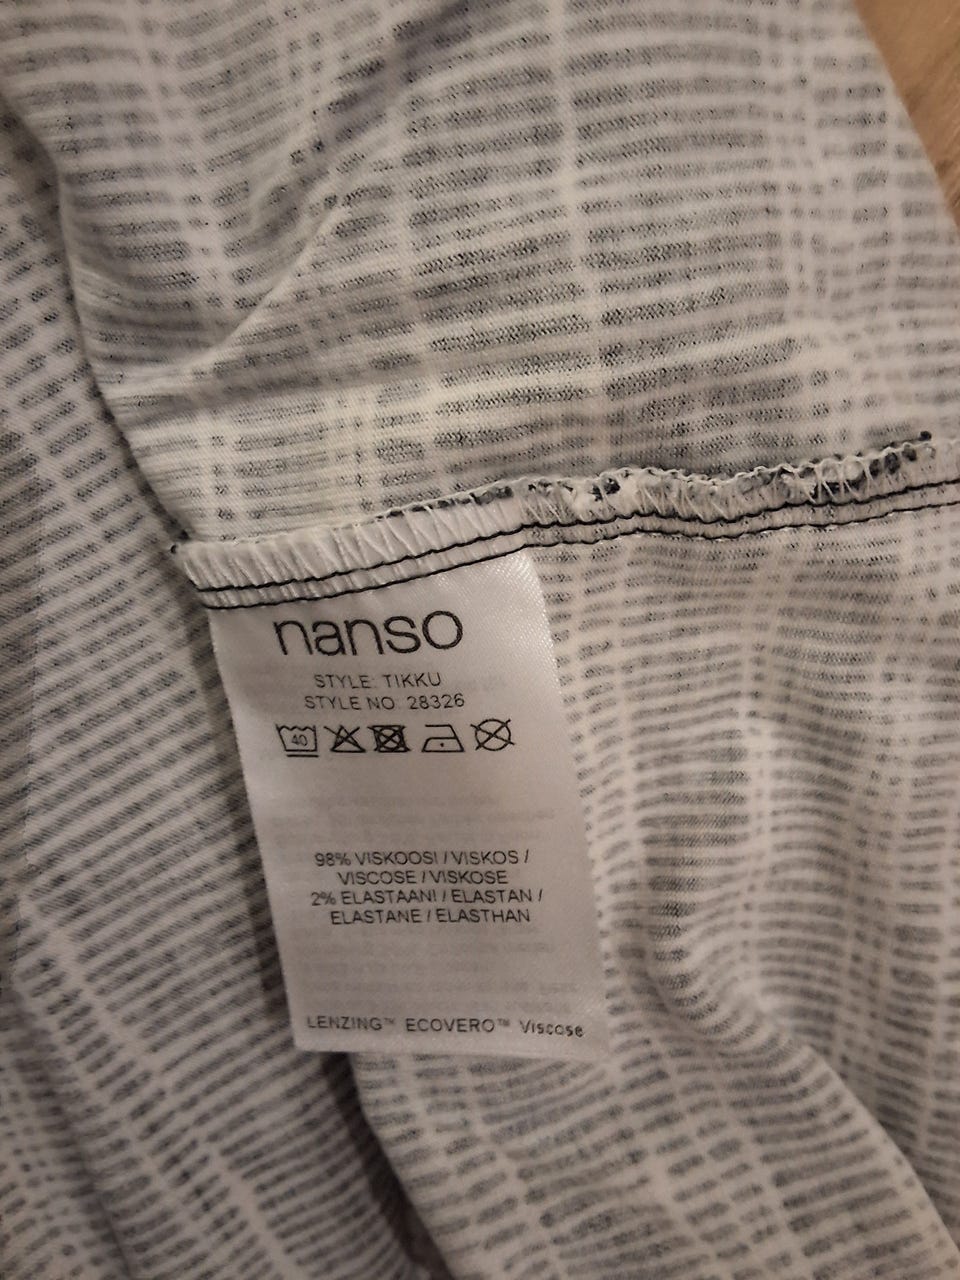 nanso
STYLE: TIKKU
STYLE NO: 28326
40
98% VISKOOSI / VISKOS /
VISCOSE / VISKOSE
2% ELASTAANI / ELASTAN /
ELASTANE / ELASTHAN
LENZING™ ECOVERO™ Viscose